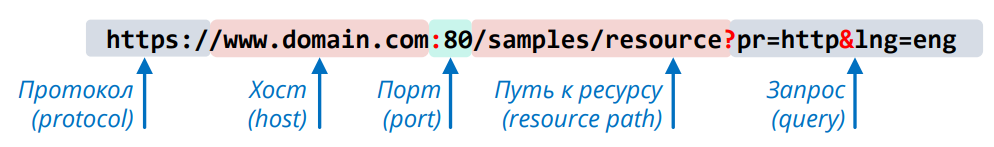 https://www.domain.com:80/samples/resource?pr=http&lng=eng
Протокол
(protocol)
Хост
(host)
Порт
(port)
Путь к ресурсу
(resource path)
Запрос
(query)